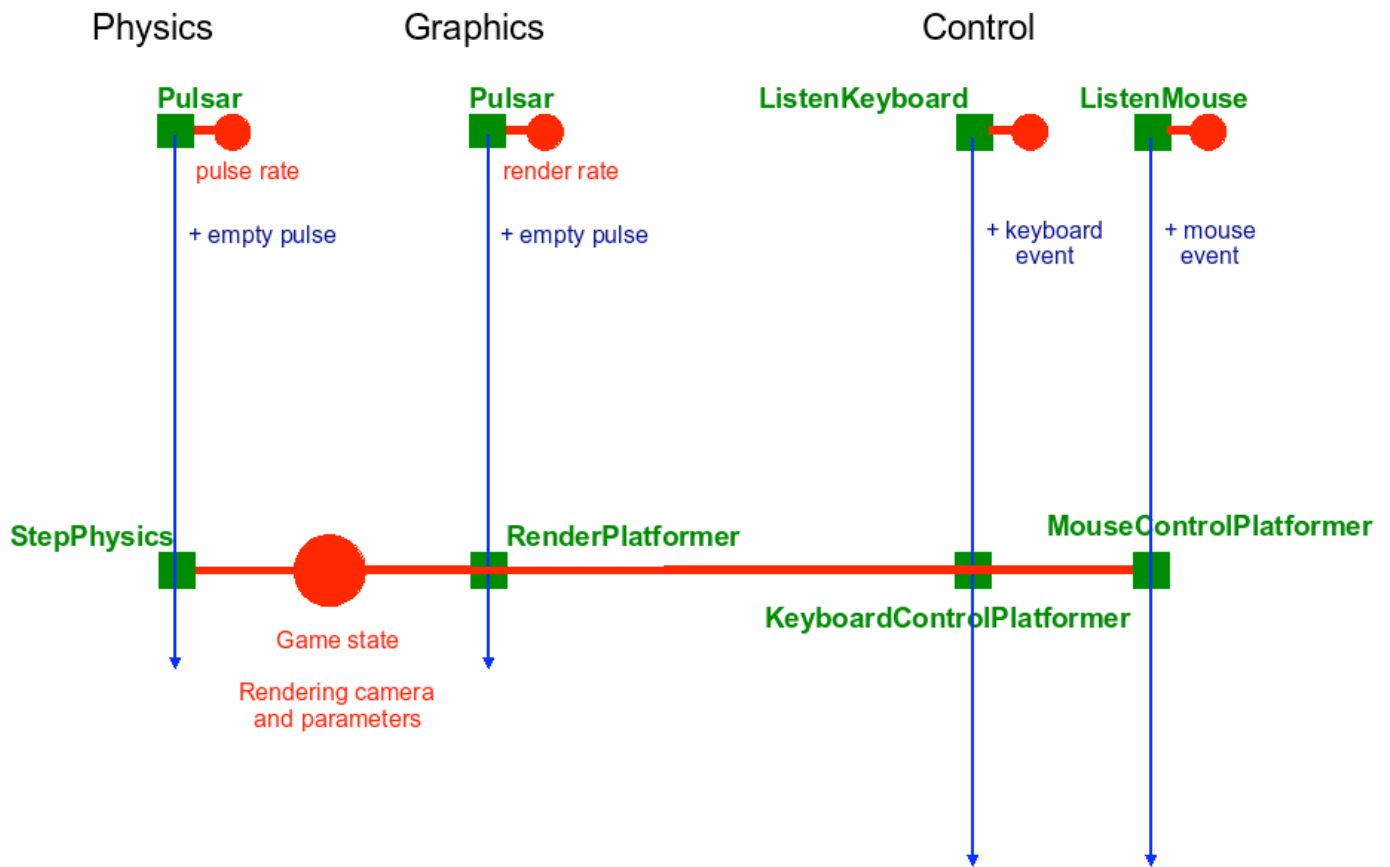 Physics
Graphics
Control
Pulsar
Pulsar
ListenKeyboard
ListenMouse
pulse rate
render rate
+ empty pulse
+ empty pulse
+ keyboard
event
+ mouse
event
StepPhysics
RenderPlatformer
MouseControlPlatformer
KeyboardControlPlatformer
Game state
Rendering camera
and parameters